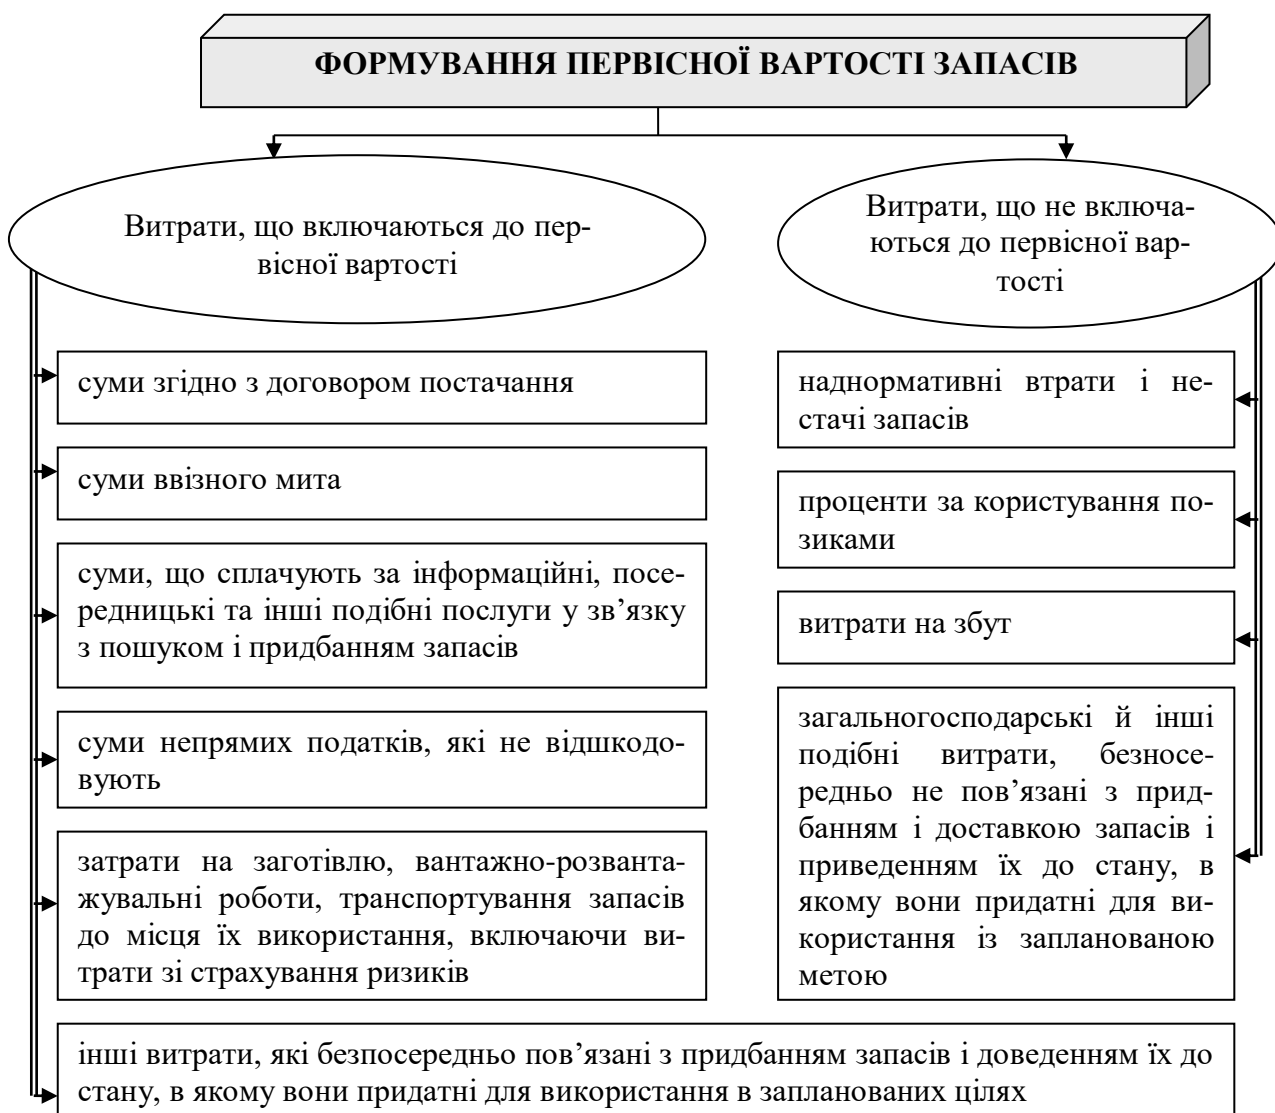 ФОРМУВАННЯ ПЕРВІСНОЇ ВАРТОСТІ ЗАПАСІВ
Витрати, що включаються до пер-
вісної вартості
Витрати, що не включа-
ються до первісної вар-
тості
суми згідно з договором постачання
суми ввізного мита
суми, що сплачують за інформаційні, посе-
редницькі та інші подібні послуги у зв’язку
з пошуком і придбанням запасів
суми непрямих податків, які не відшкодо-
вують
затрати на заготівлю, вантажно-розванта-
жувальні роботи, транспортування запасів
до місця їх використання, включаючи ви-
трати зі страхування ризиків
наднормативні втрати і не-
стачі запасів
проценти за користування по-
зиками
витрати на збут
загальногосподарські й інші
подібні витрати, безносе-
редньо не пов’язані з прид-
банням і доставкою запасів і
приведенням їх до стану, в
якому вони придатні для ви-
користання із запланованою
метою
інші витрати, які безпосередньо пов’язані з придбанням запасів і доведенням їх до
стану, в якому вони придатні для використання в запланованих цілях